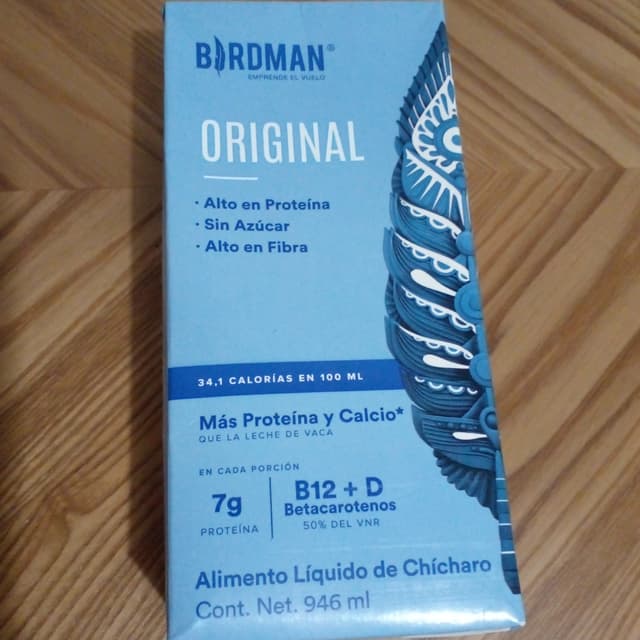 BIRDMAN®
EMPRENDE EL VUELO
ORIGINAL
· Alto en Proteína
· Sin Azúcar
· Alto en Fibra
34,1 CALORÍAS EN 100 ML
Más Proteína y Calcio*
QUE LA LECHE DE VACA
EN CADA PORCIÓN
7g
PROTEÍNA
B12 + D
Betacarotenos
50% DEL VNR
Alimento Líquido de Chícharo
Cont. Net. 946 ml